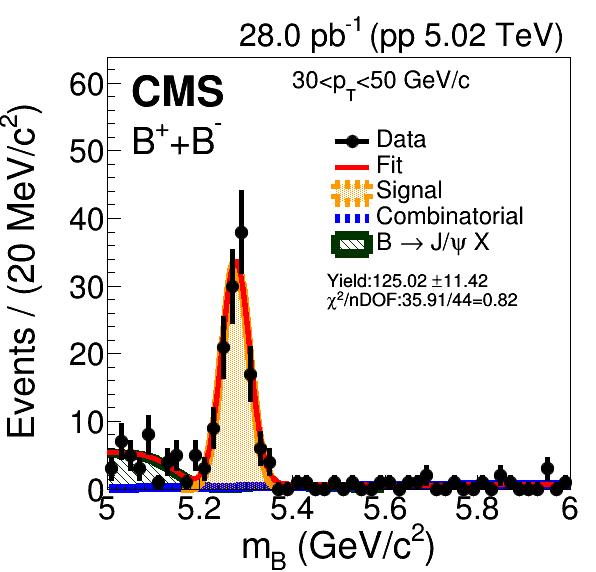 28.0 pb⁻¹ (pp 5.02 TeV)
CMS
30<p_T<50 GeV/c
B⁺+B⁻
Data
Fit
Signal
Combinatorial
B → J/ψ X
Yield:125.02 ±11.42
χ²/nDOF:35.91/44=0.82
Events / (20 MeV/c²)
60
50
40
30
20
10
0
5 5.2 5.4 5.6 5.8 6
m_B (GeV/c²)